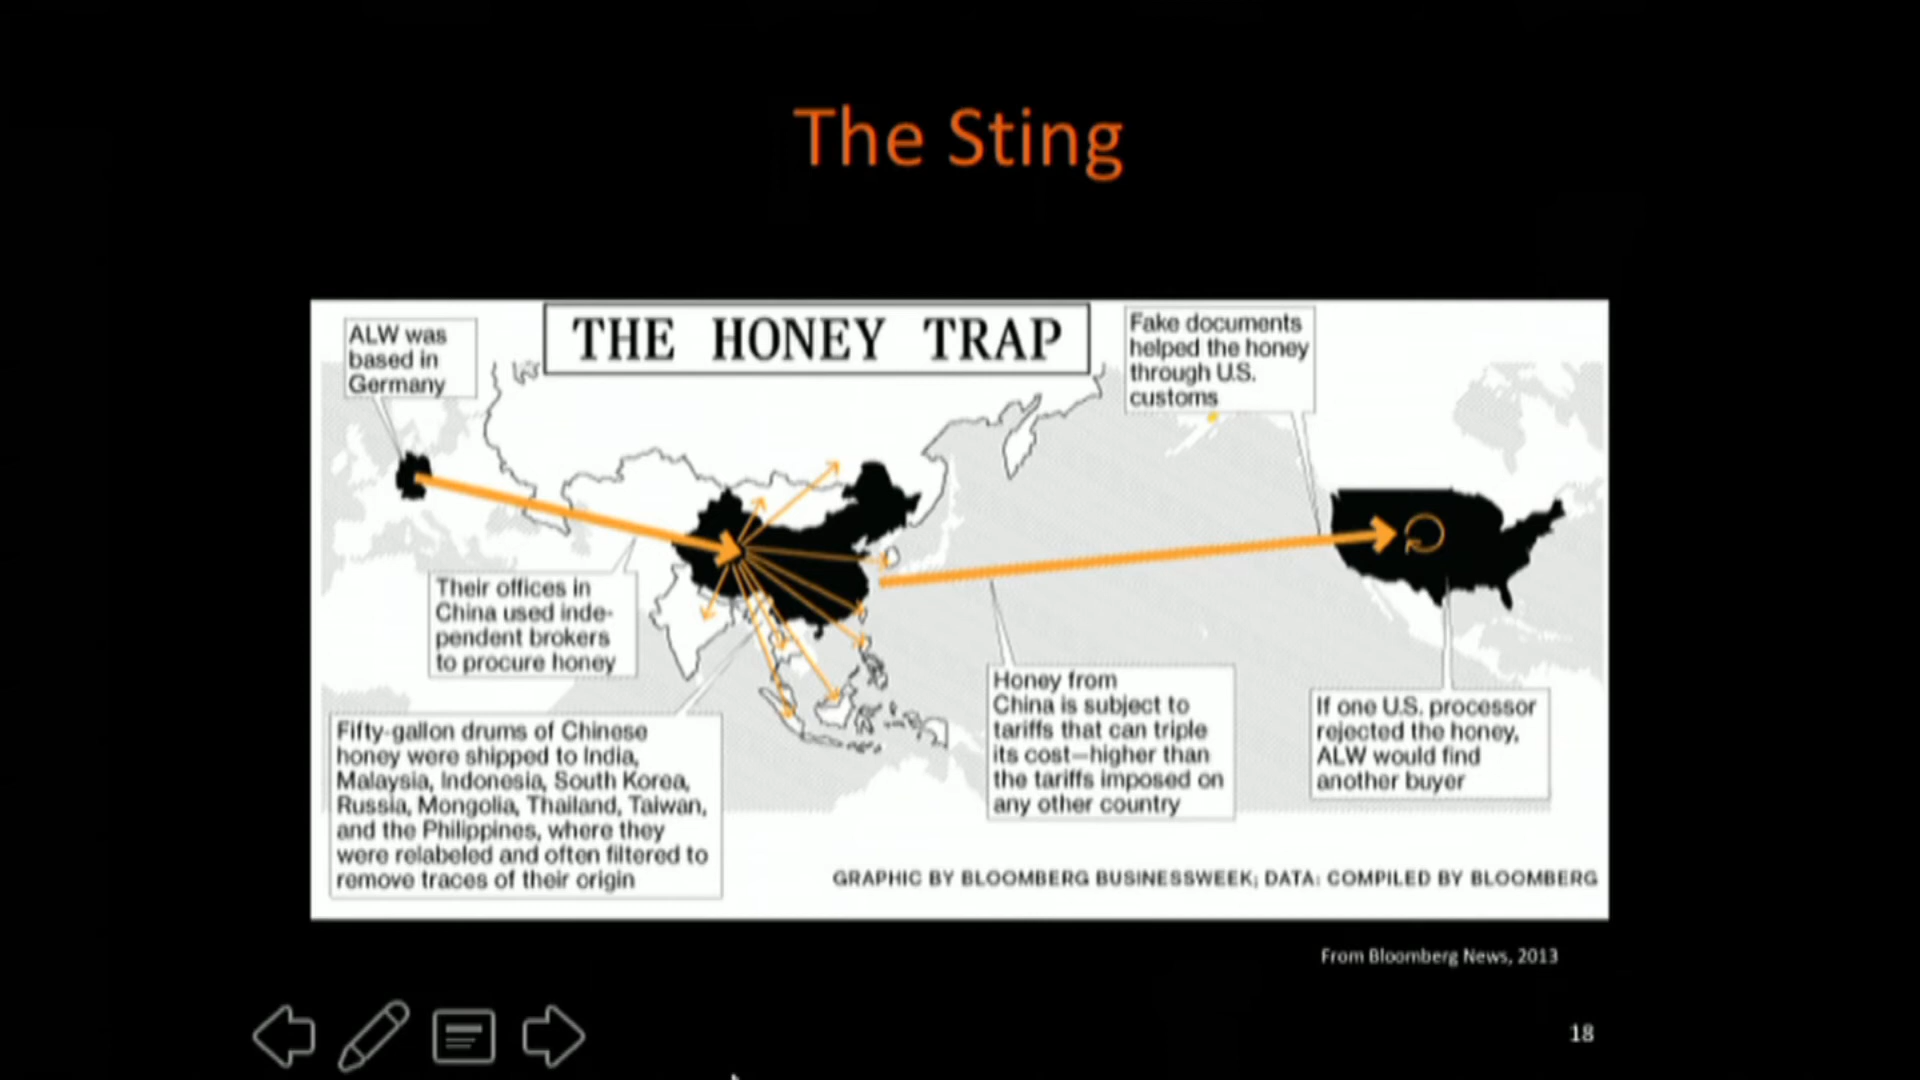 The Sting
THE HONEY TRAP
ALW was
based in
Germany
Fake documents
helped the honey
through U.S.
customs
Their offices in
China used inde-
pendent brokers
to procure honey
Fifty-gallon drums of Chinese
honey were shipped to India,
Malaysia, Indonesia, South Korea,
Russia, Mongolia, Thailand, Taiwan,
and the Philippines, where they
were relabeled and often filtered to
remove traces of their origin
Honey from
China is subject to
tariffs that can triple
its cost—higher than
the tariffs imposed on
any other country
If one U.S. processor
rejected the honey,
ALW would find
another buyer
GRAPHIC BY BLOOMBERG BUSINESSWEEK; DATA: COMPILED BY BLOOMBERG
From Bloomberg News, 2013
18